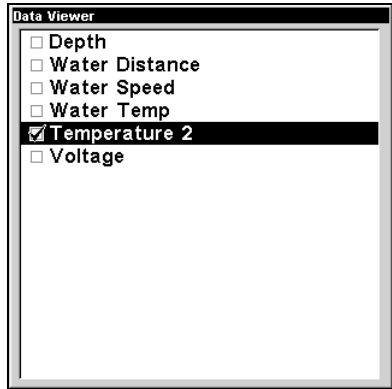 Data Viewer
Depth
Water Distance
Water Speed
Water Temp
Temperature 2
Voltage